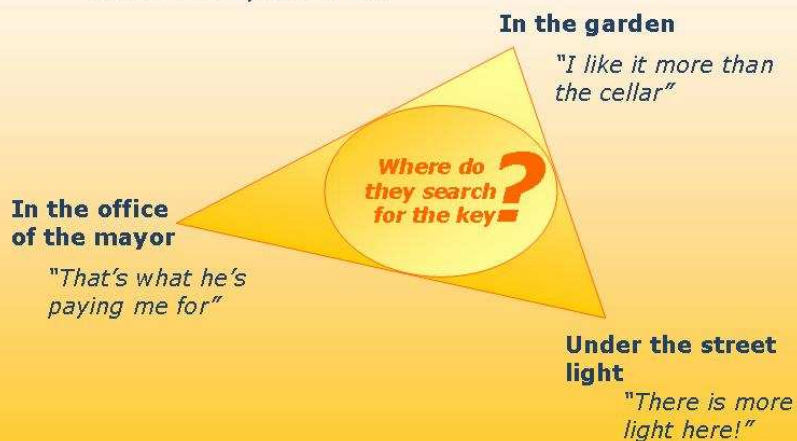 In the garden
"I like it more than
the cellar"
Where do
they search
for the key
?
In the office
of the mayor
"That's what he's
paying me for"
Under the street
light
"There is more
light here!"